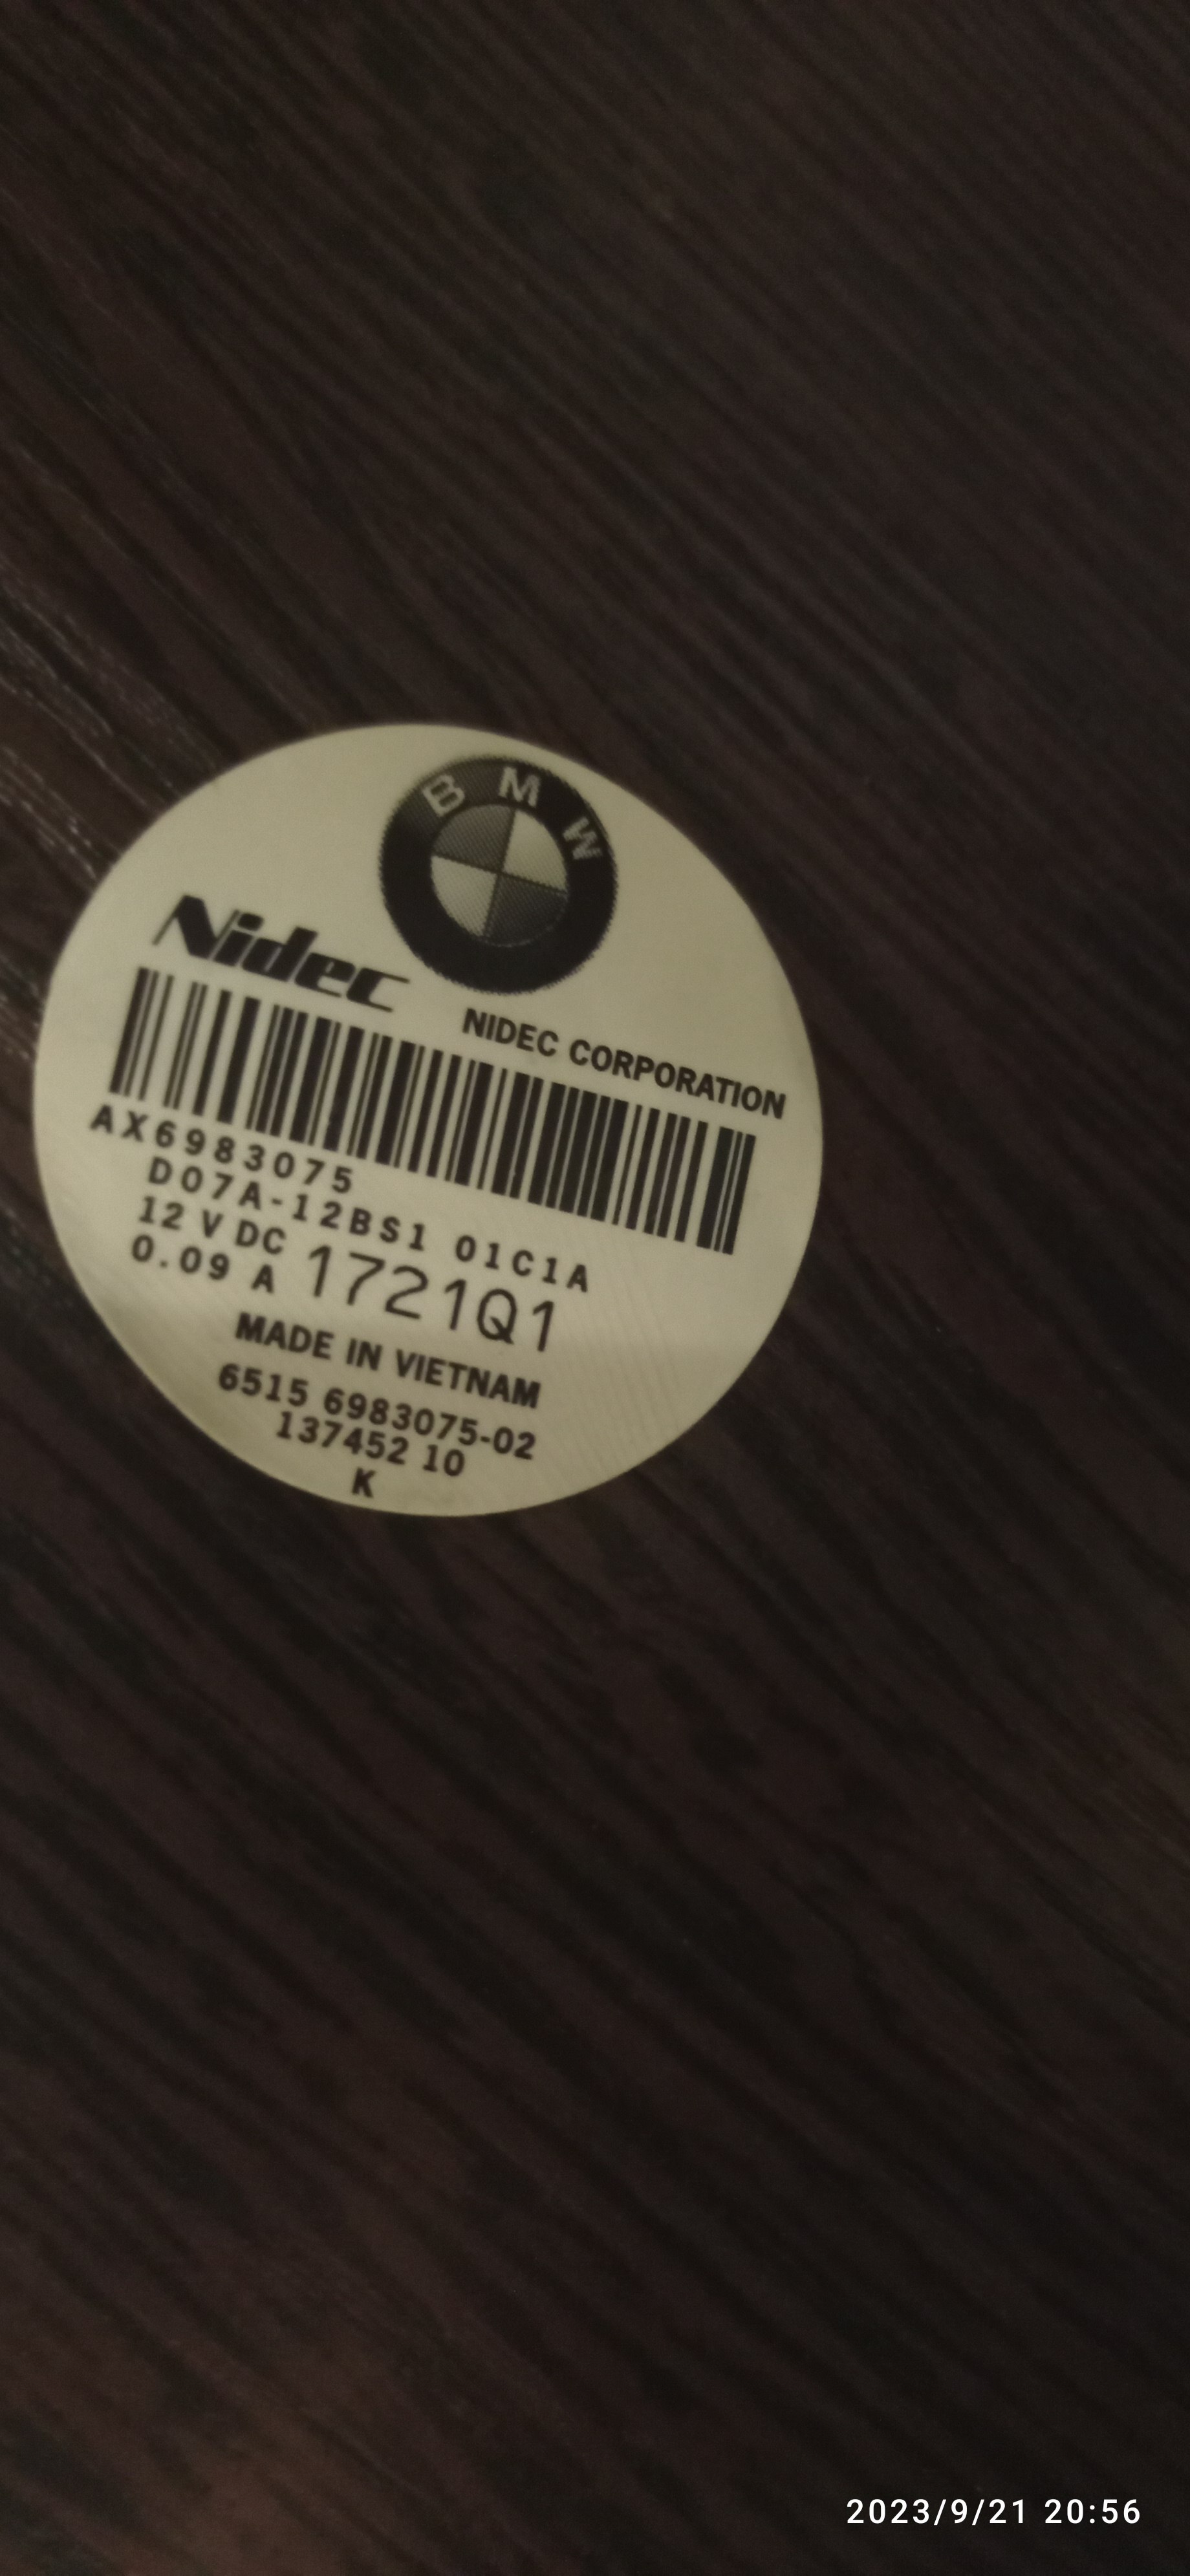 BMW
Nidec
NIDEC CORPORATION
AX6983075
D07A-12BS1 01C1A
12 V DC
0.09 A
1721Q1
MADE IN VIETNAM
6515 6983075-02
137452 10
K
2023/9/21 20:56